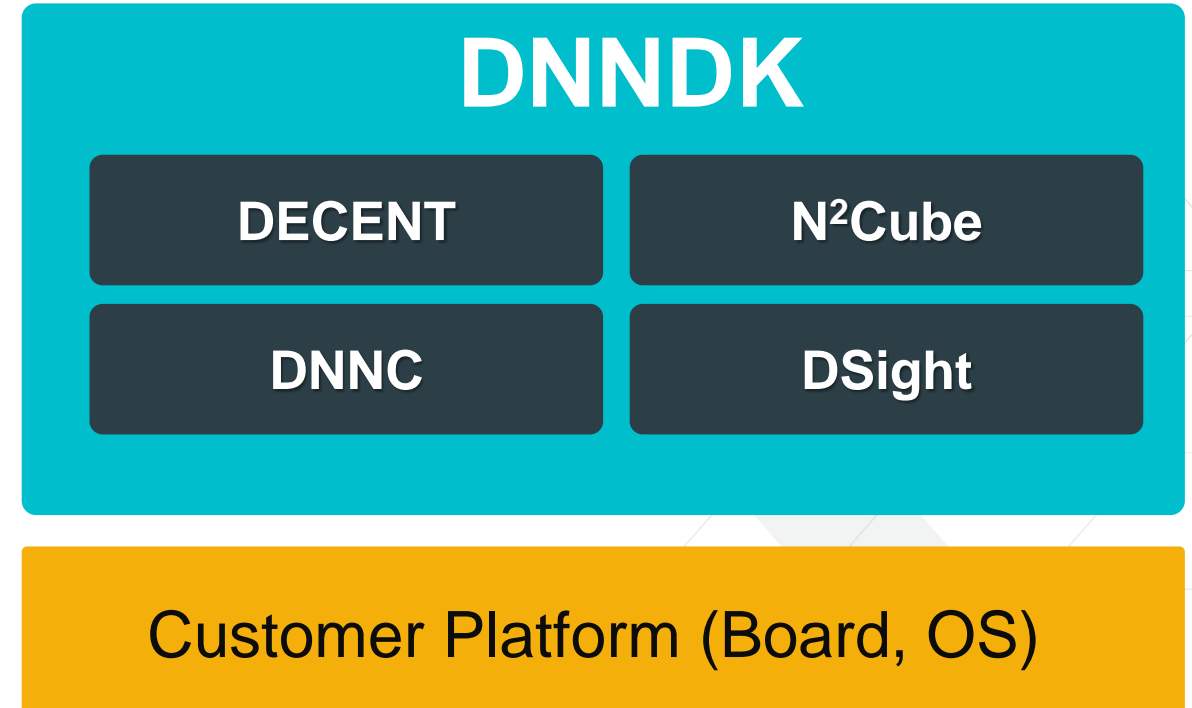 DNNDK
DECENT
N²Cube
DNNC
DSight
Customer Platform (Board, OS)